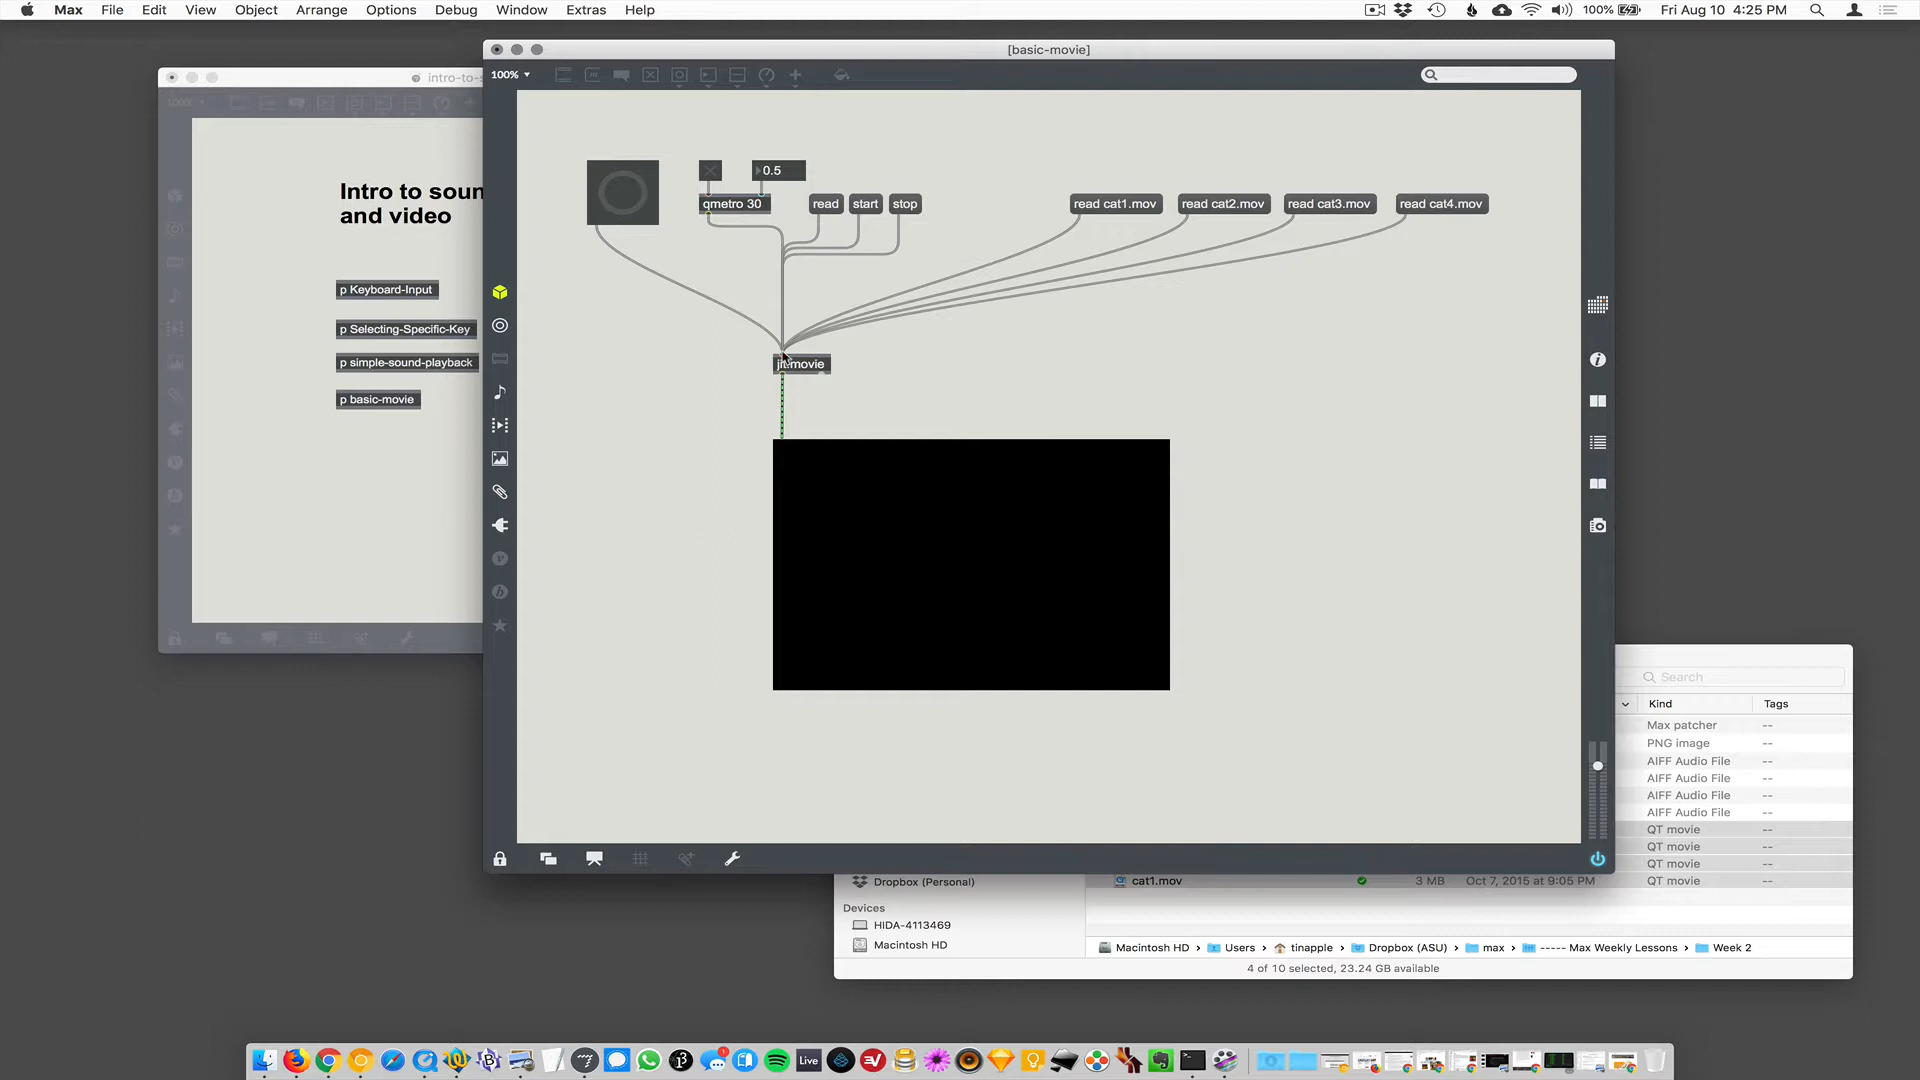 Max File Edit View Object Arrange Options Debug Window Extras Help
100% Fri Aug 10 4:25 PM
[basic-movie]
intro-to-s
100%
Intro to soun
and video
p Keyboard-Input
p Selecting-Specific-Key
p simple-sound-playback
p basic-movie
0.5
qmetro 30
read
start
stop
read cat1.mov
read cat2.mov
read cat3.mov
read cat4.mov
jit.movie
Search
Kind Tags
Max patcher --
PNG image --
AIFF Audio File --
AIFF Audio File --
AIFF Audio File --
AIFF Audio File --
QT movie --
QT movie --
QT movie --
cat1.mov 3 MB Oct 7, 2015 at 9:05 PM QT movie --
Dropbox (Personal)
Devices
HIDA-4113469
Macintosh HD
Macintosh HD › Users › tinapple › Dropbox (ASU) › max › ----- Max Weekly Lessons › Week 2
4 of 10 selected, 23.24 GB available
Live